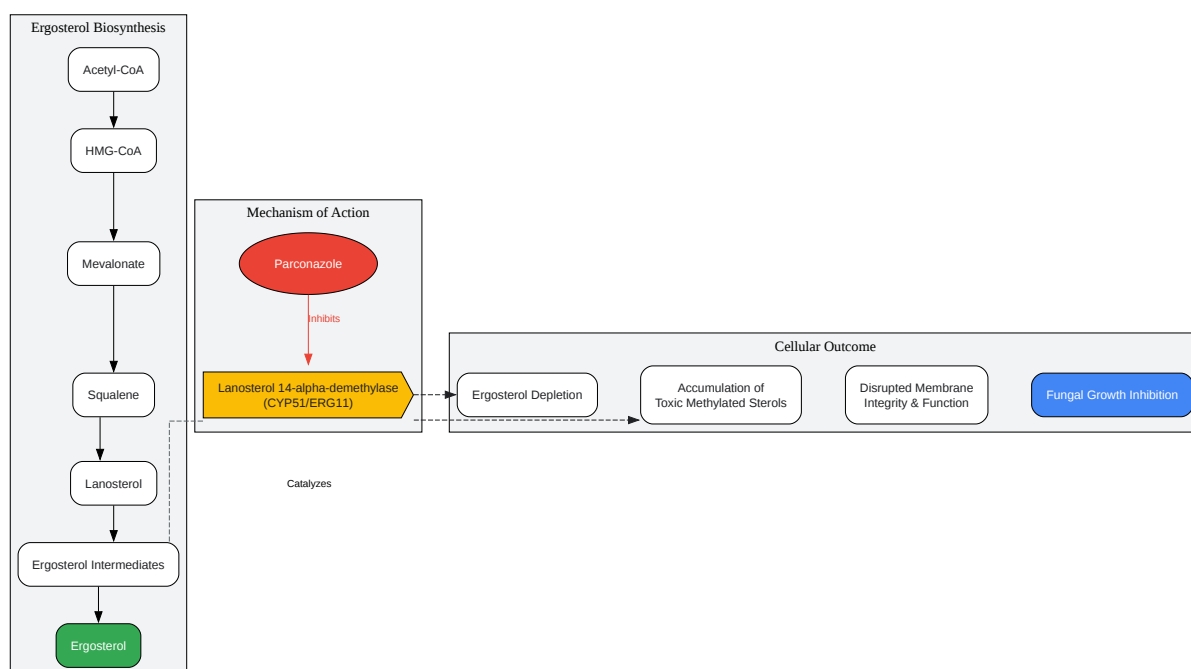 Ergosterol Biosynthesis
Acetyl-CoA
HMG-CoA
Mevalonate
Squalene
Lanosterol
Ergosterol Intermediates
Ergosterol
Mechanism of Action
Parconazole
Inhibits
Lanosterol 14-alpha-demethylase
(CYP51/ERG11)
Catalyzes
Cellular Outcome
Ergosterol Depletion
Accumulation of
Toxic Methylated Sterols
Disrupted Membrane
Integrity & Function
Fungal Growth Inhibition